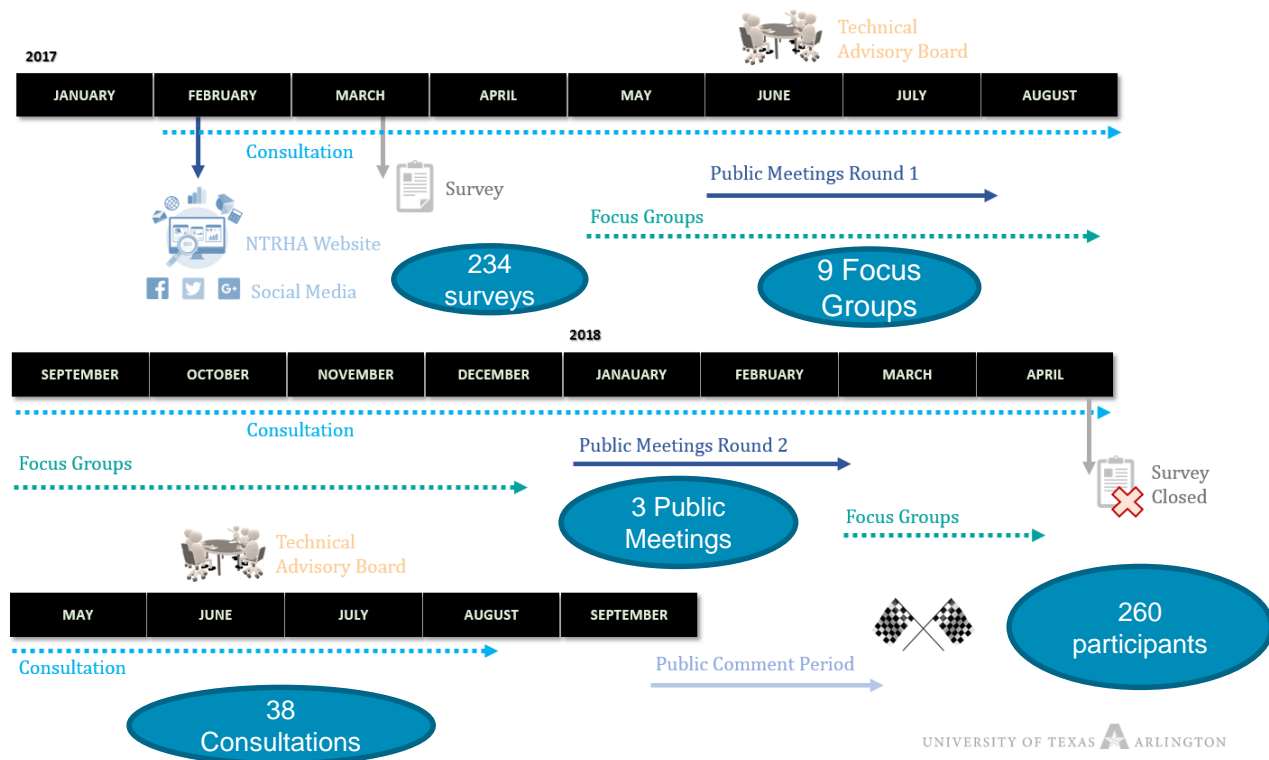 Technical
Advisory Board
2017
JANUARY FEBRUARY MARCH APRIL MAY JUNE JULY AUGUST
Consultation
Survey
Public Meetings Round 1
Focus Groups
NTRHA Website
Social Media
234
surveys
9 Focus
Groups
2018
SEPTEMBER OCTOBER NOVEMBER DECEMBER JANAUARY FEBRUARY MARCH APRIL
Consultation
Focus Groups
Public Meetings Round 2
Survey
Closed
3 Public
Meetings
Focus Groups
Technical
Advisory Board
MAY JUNE JULY AUGUST SEPTEMBER
260
participants
Consultation
Public Comment Period
38
Consultations
UNIVERSITY OF TEXAS A ARLINGTON